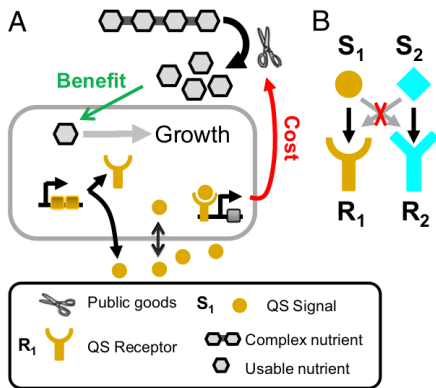 A
B
S1
S2
Benefit
Growth
Cost
R1
R2
Public goods
S1 QS Signal
R1 QS Receptor
Complex nutrient
Usable nutrient